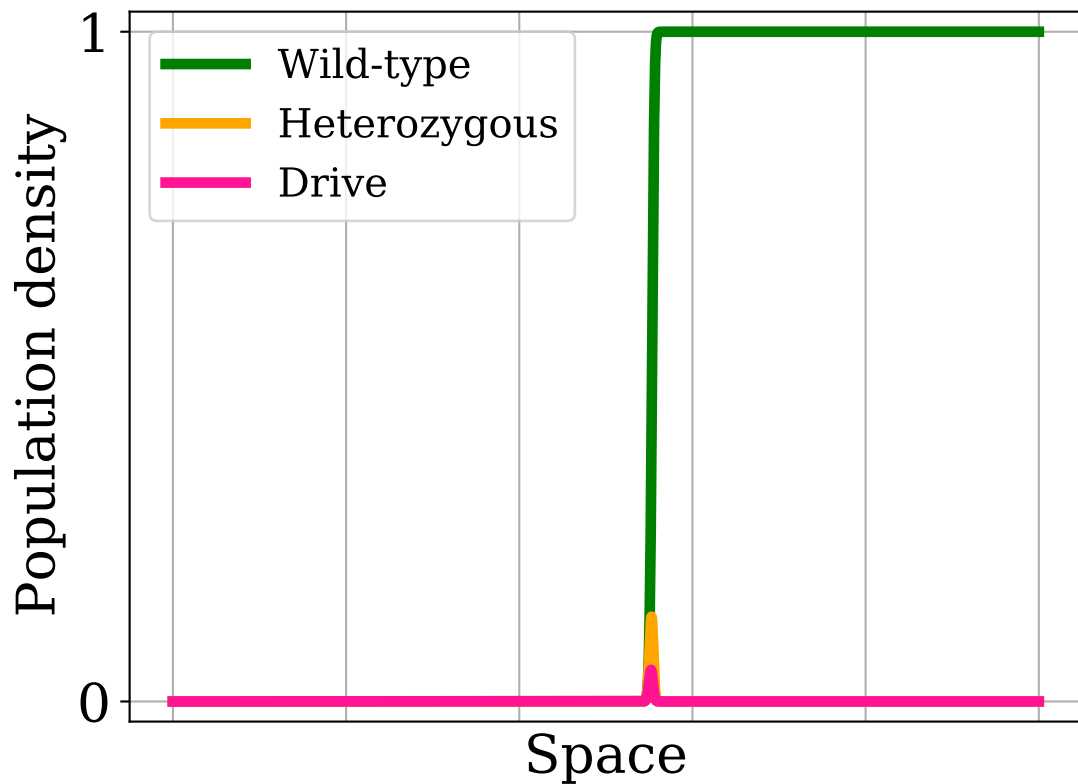 1
Wild-type
Heterozygous
Drive
Population density
0
Space